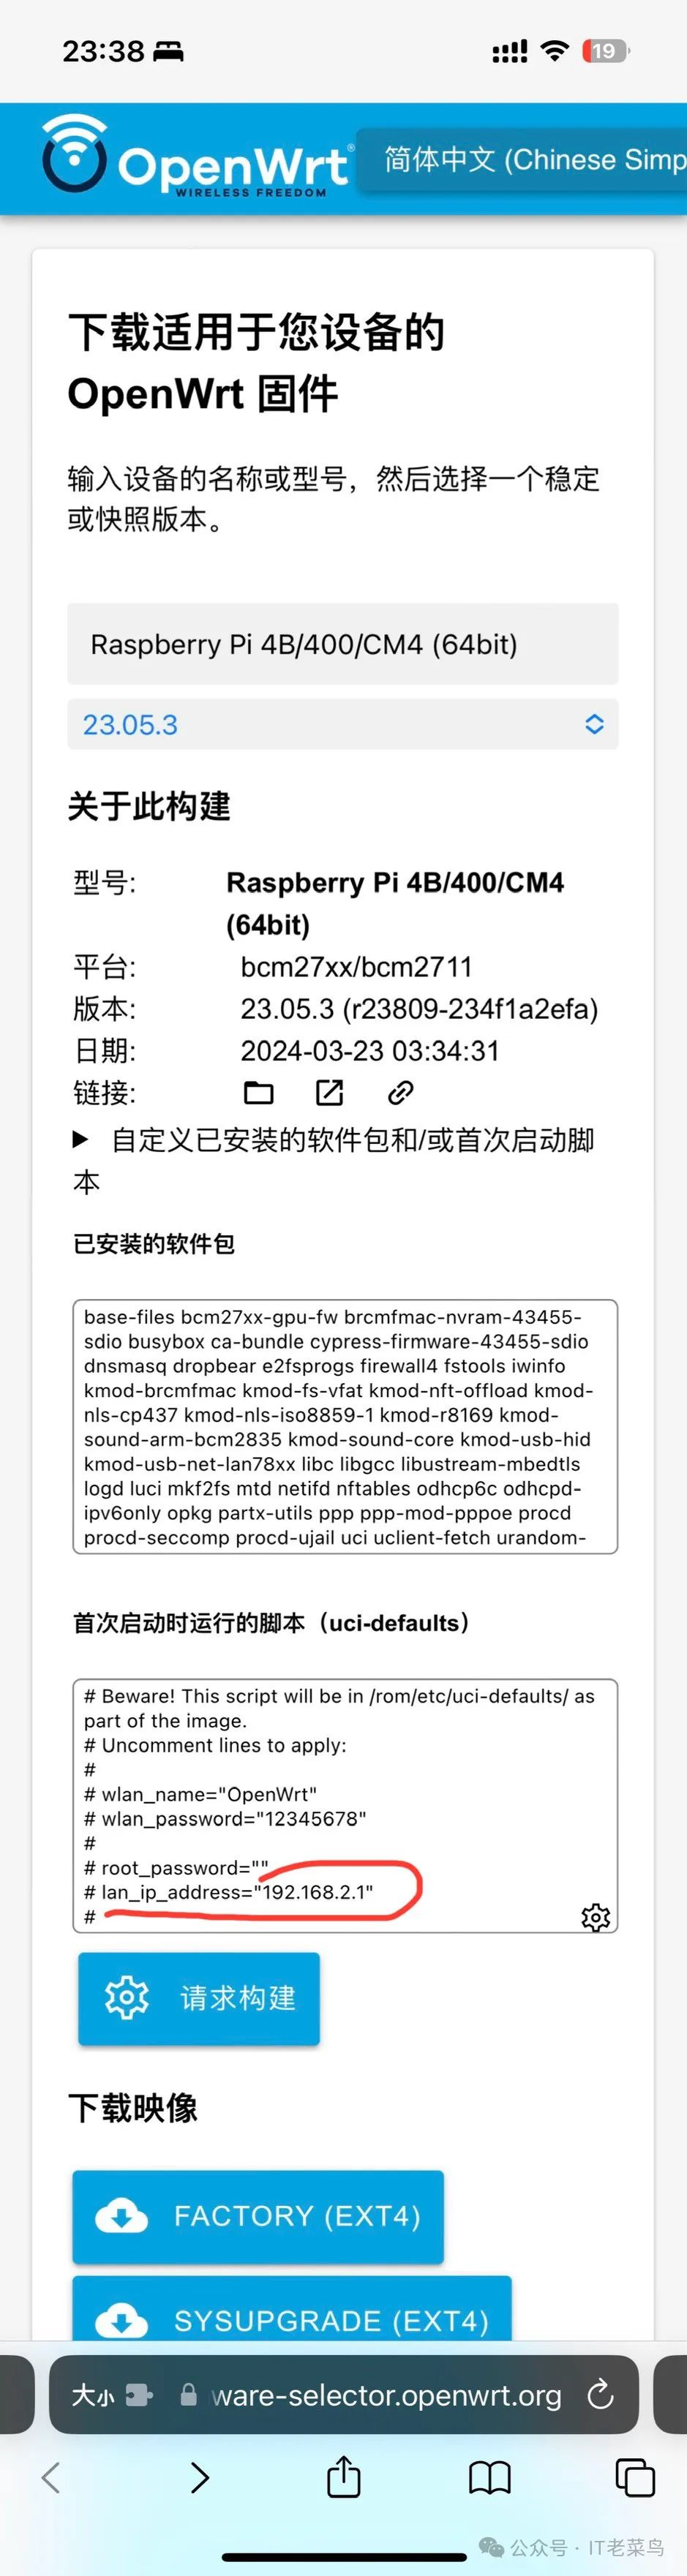 23:38
19
OpenWrt®
WIRELESS FREEDOM
简体中文 (Chinese Simp
下载适用于您设备的
OpenWrt 固件
输入设备的名称或型号，然后选择一个稳定
或快照版本。
Raspberry Pi 4B/400/CM4 (64bit)
23.05.3
关于此构建
型号: Raspberry Pi 4B/400/CM4
(64bit)
平台: bcm27xx/bcm2711
版本: 23.05.3 (r23809-234f1a2efa)
日期: 2024-03-23 03:34:31
链接:
▶ 自定义已安装的软件包和/或首次启动脚
本
已安装的软件包
base-files bcm27xx-gpu-fw brcmfmac-nvram-43455-
sdio busybox ca-bundle cypress-firmware-43455-sdio
dnsmasq dropbear e2fsprogs firewall4 fstools iwinfo
kmod-brcmfmac kmod-fs-vfat kmod-nft-offload kmod-
nls-cp437 kmod-nls-iso8859-1 kmod-r8169 kmod-
sound-arm-bcm2835 kmod-sound-core kmod-usb-hid
kmod-usb-net-lan78xx libc libgcc libustream-mbedtls
logd luci mkf2fs mtd netifd nftables odhcp6c odhcpd-
ipv6only opkg partx-utils ppp ppp-mod-pppoe procd
procd-seccomp procd-ujail uci uclient-fetch urandom-
首次启动时运行的脚本（uci-defaults）
# Beware! This script will be in /rom/etc/uci-defaults/ as
part of the image.
# Uncomment lines to apply:
#
# wlan_name="OpenWrt"
# wlan_password="12345678"
#
# root_password=""
# lan_ip_address="192.168.2.1"
#
请求构建
下载映像
FACTORY (EXT4)
SYSUPGRADE (EXT4)
大小 ware-selector.openwrt.org
公众号 · IT老菜鸟